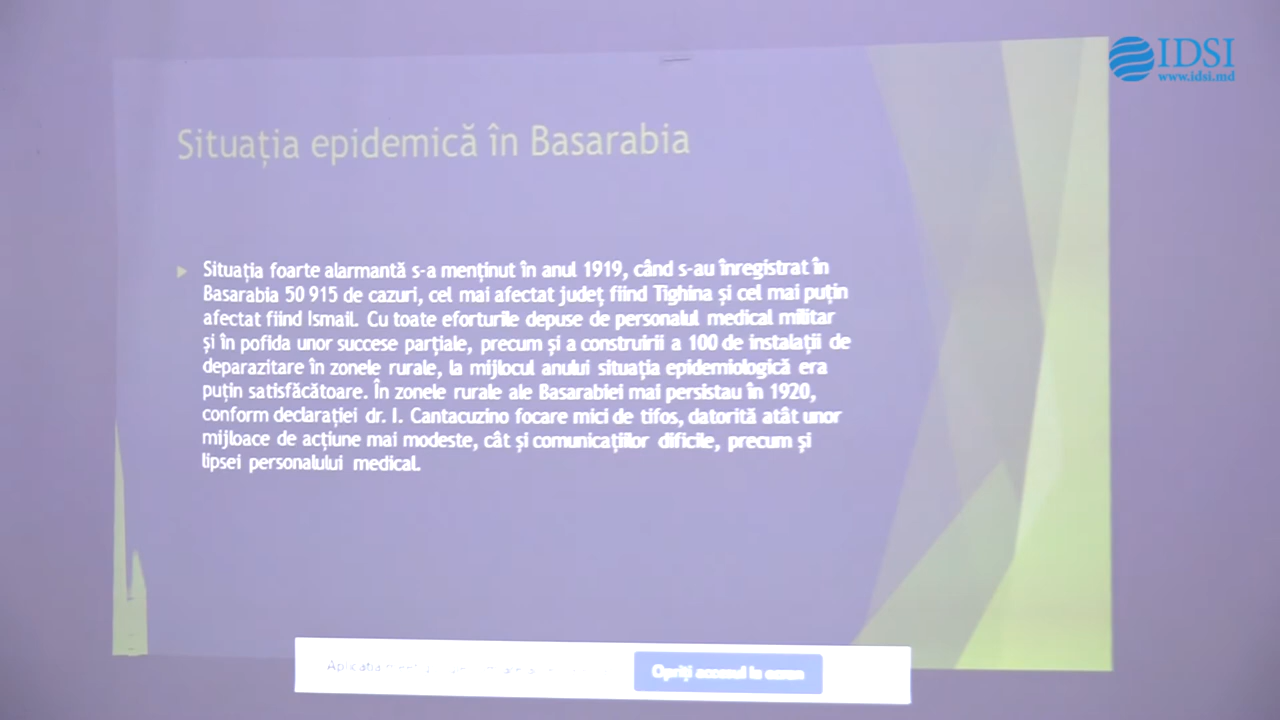 IDSI
www.idsi.md
Situația epidemică în Basarabia
Situația foarte alarmantă s-a menținut în anul 1919, când s-au înregistrat în
Basarabia 50 915 de cazuri, cel mai afectat județ fiind Tighina și cel mai puțin
afectat fiind Ismail. Cu toate eforturile depuse de personalul medical militar
și în pofida unor succese parțiale, precum și a construirii a 100 de instalații de
deparazitare în zonele rurale, la mijlocul anului situația epidemiologică era
puțin satisfăcătoare. În zonele rurale ale Basarabiei mai persistau în 1920,
conform declarației dr. I. Cantacuzino focare mici de tifos, datorită atât unor
mijloace de acțiune mai modeste, cât și comunicațiilor dificile, precum și
lipsei personalului medical.
Aplicația
Opriți accesul la ecran